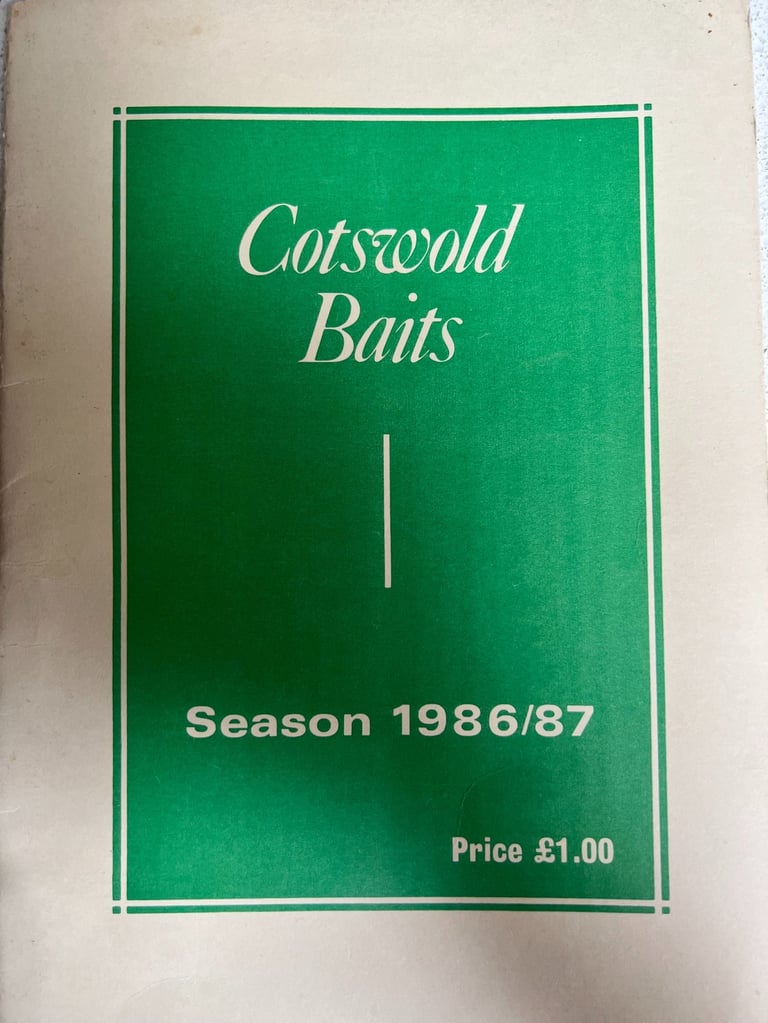 Cotswold
Baits
Season 1986/87
Price £1.00